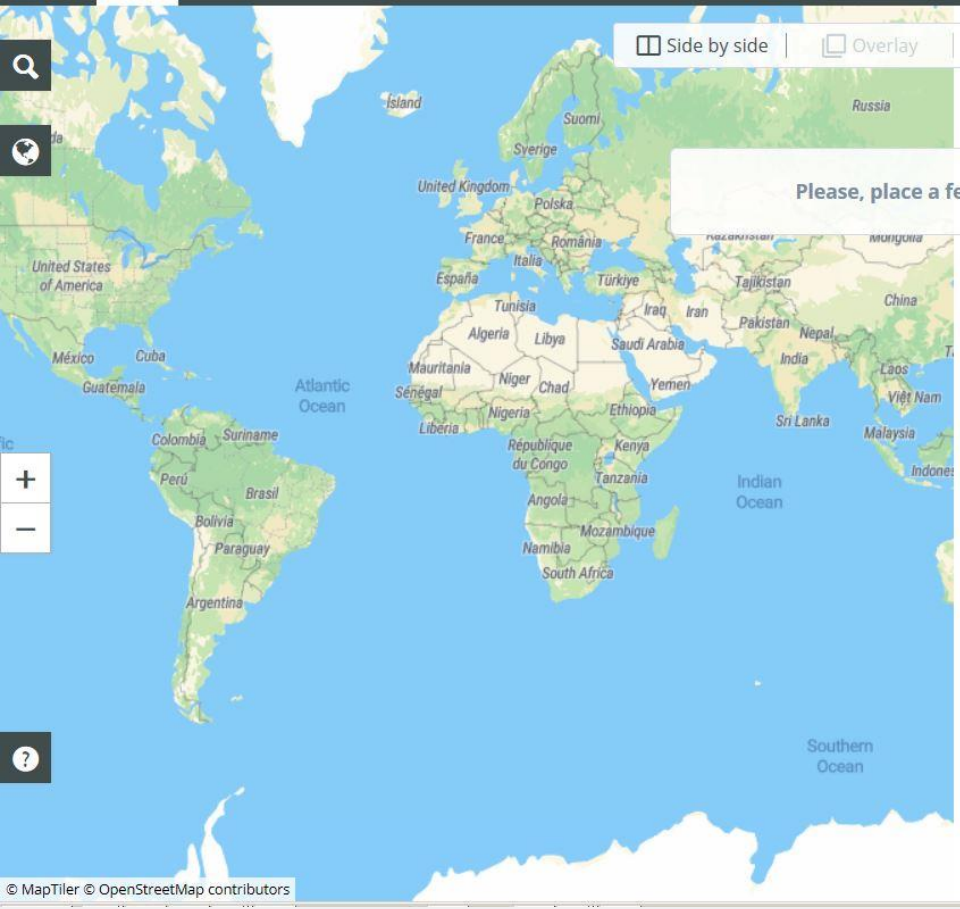 Side by side
Overlay
Ísland
Russia
Suomi
Sverige
da
United Kingdom
Polska
Please, place a fe
France
România
Kazakhstan
Mongolia
Italia
United States
of America
España
Türkiye
Tajikistan
China
Tunisia
Iraq
Iran
Algeria
Libya
Pakistan
Nepal
Saudi Arabia
México
Cuba
India
Mauritania
Laos
Niger
Chad
Yemen
Guatemala
Atlantic
Ocean
Sénégal
Việt Nam
Nigeria
Ethiopia
Liberia
Sri Lanka
Malaysia
Colombia
Suriname
fic
République
du Congo
Kenya
Indones
Perú
Tanzania
Brasil
Indian
Ocean
Angola
Bolivia
Mozambique
Paraguay
Namibia
South Africa
Argentina
Southern
Ocean
© MapTiler © OpenStreetMap contributors